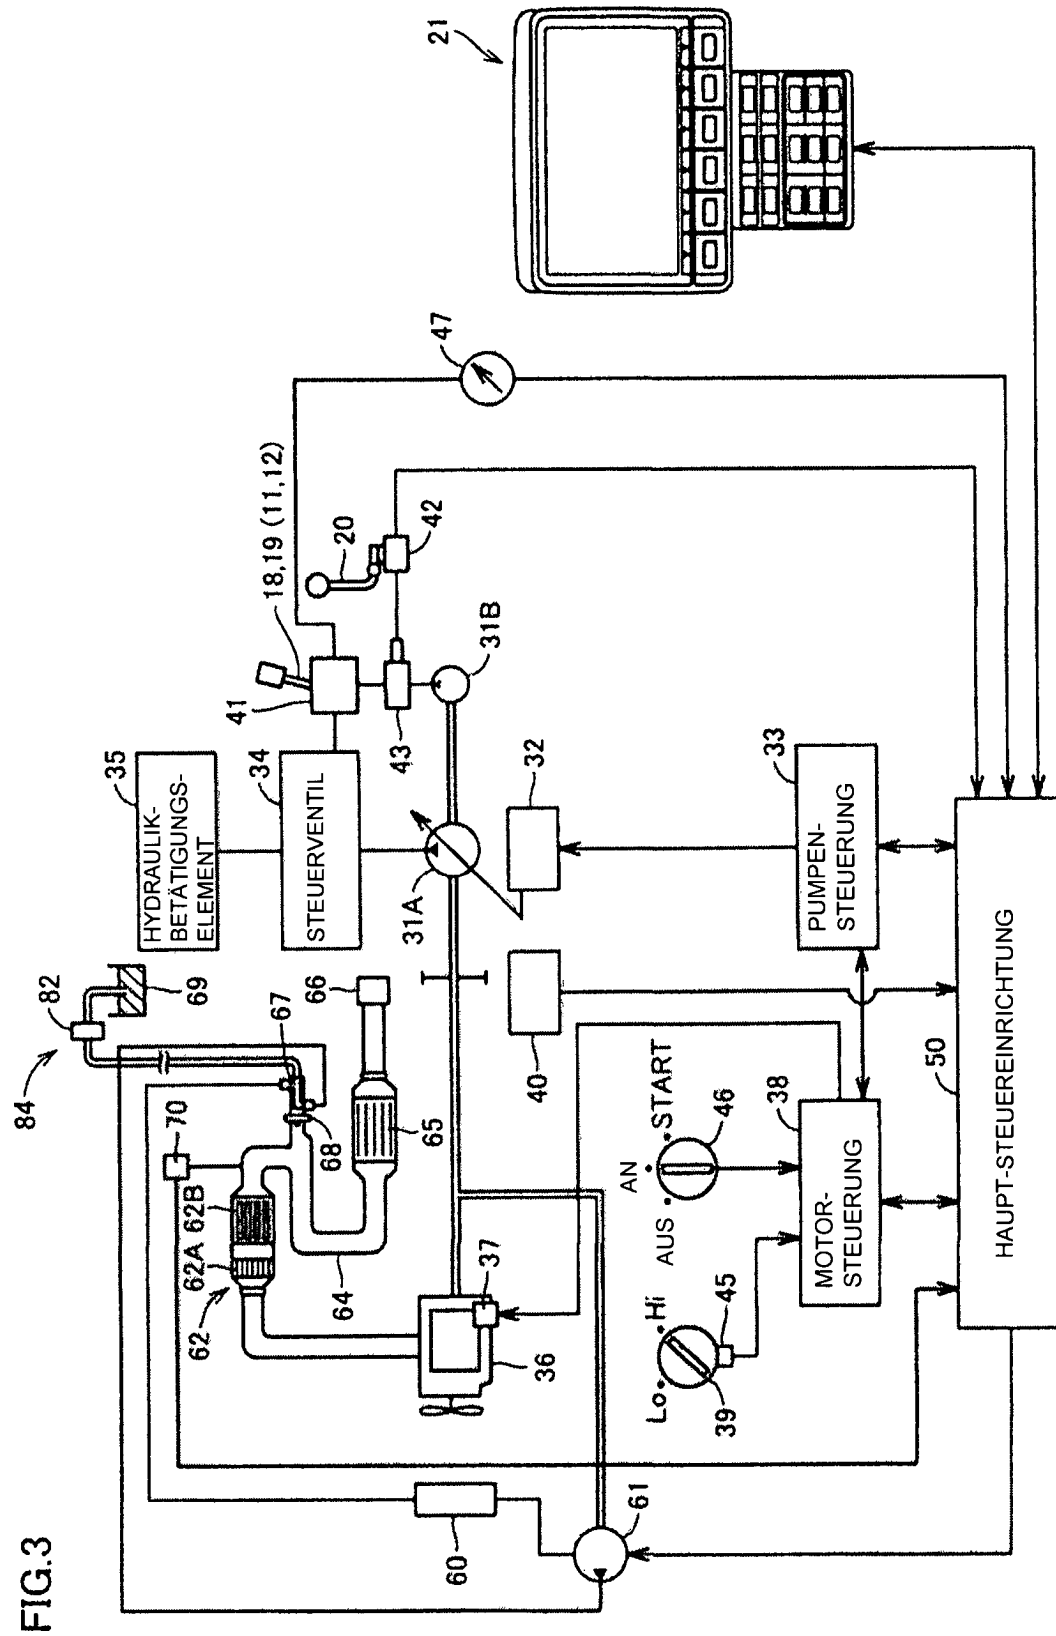 FIG.3
84
82
69
70
67
66
62A
62B
62
68
65
64
35
HYDRAULIK-
BETÄTIGUNGS-
ELEMENT
34
STEUERVENTIL
41
18,19 (11,12)
20
42
43
31B
31A
47
21
37
36
32
40
60
61
Lo
Hi
39
45
AUS
AN
START
46
38
MOTOR-
STEUERUNG
33
PUMPEN-
STEUERUNG
50
HAUPT-STEUEREINRICHTUNG